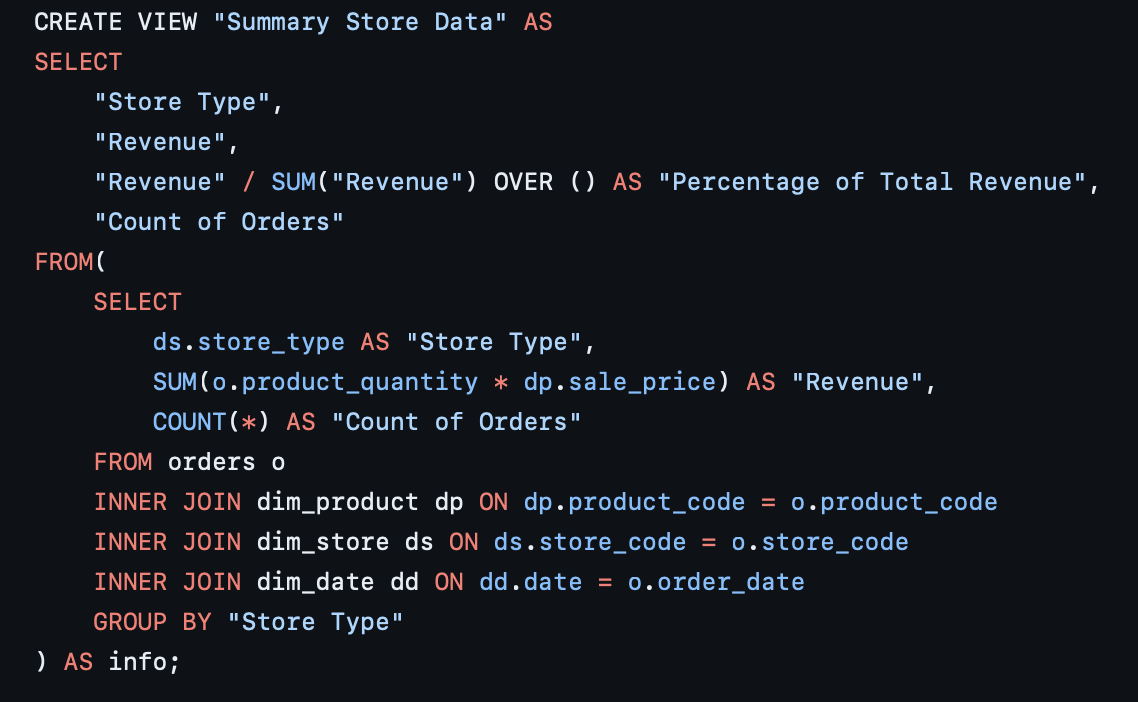 CREATE VIEW "Summary Store Data" AS
SELECT
    "Store Type",
    "Revenue",
    "Revenue" / SUM("Revenue") OVER () AS "Percentage of Total Revenue",
    "Count of Orders"
FROM(
    SELECT
        ds.store_type AS "Store Type",
        SUM(o.product_quantity * dp.sale_price) AS "Revenue",
        COUNT(*) AS "Count of Orders"
    FROM orders o
    INNER JOIN dim_product dp ON dp.product_code = o.product_code
    INNER JOIN dim_store ds ON ds.store_code = o.store_code
    INNER JOIN dim_date dd ON dd.date = o.order_date
    GROUP BY "Store Type"
) AS info;